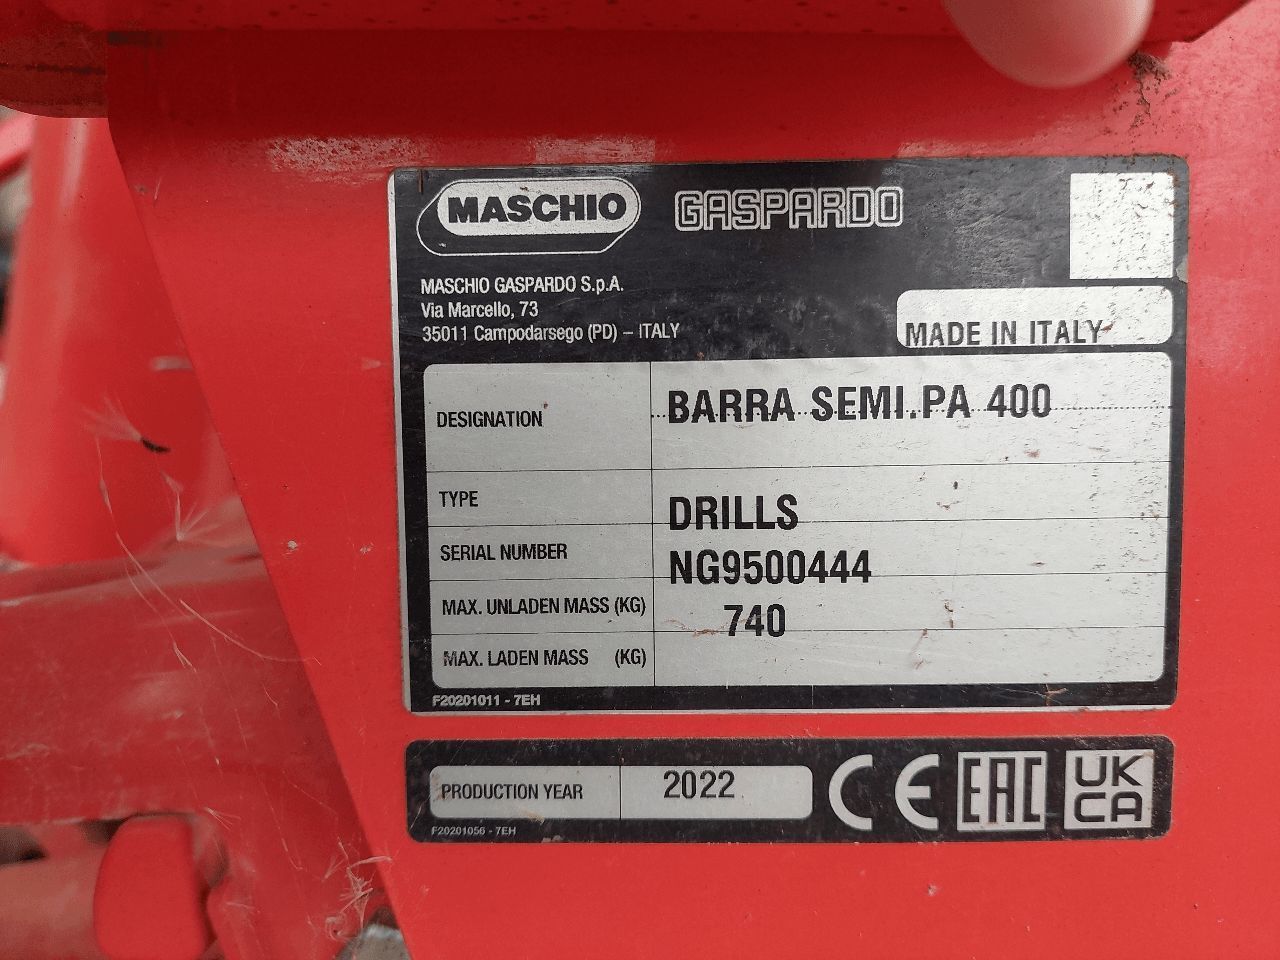 MASCHIO GASPARDO
MASCHIO GASPARDO S.p.A.
Via Marcello, 73
35011 Campodarsego (PD) – ITALY
MADE IN ITALY
DESIGNATION BARRA SEMI.PA 400
TYPE DRILLS
SERIAL NUMBER NG9500444
MAX. UNLADEN MASS (KG) 740
MAX. LADEN MASS (KG)
F20201011 - 7EH
PRODUCTION YEAR 2022
F20201056 - 7EH
CE EAC UK
CA